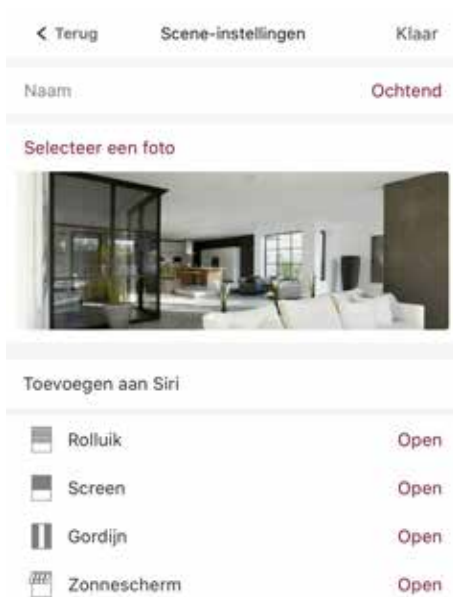 Terug Scene-instellingen Klaar
Naam Ochtend
Selecteer een foto
Toevoegen aan Siri
Rolluik Open
Screen Open
Gordijn Open
Zonnescherm Open